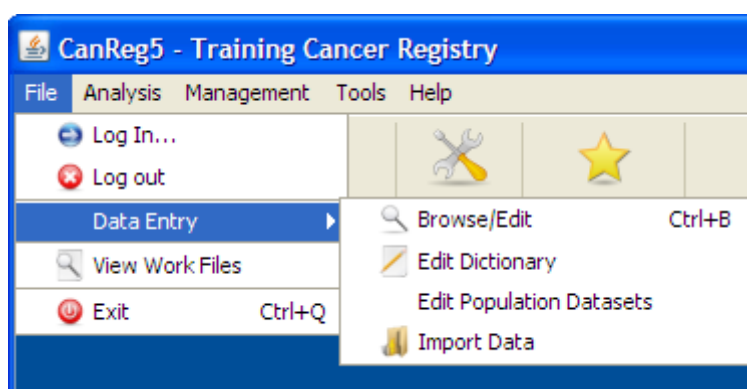 CanReg5 - Training Cancer Registry
File Analysis Management Tools Help
Log In...
Log out
Data Entry
View Work Files
Exit Ctrl+Q
Browse/Edit Ctrl+B
Edit Dictionary
Edit Population Datasets
Import Data